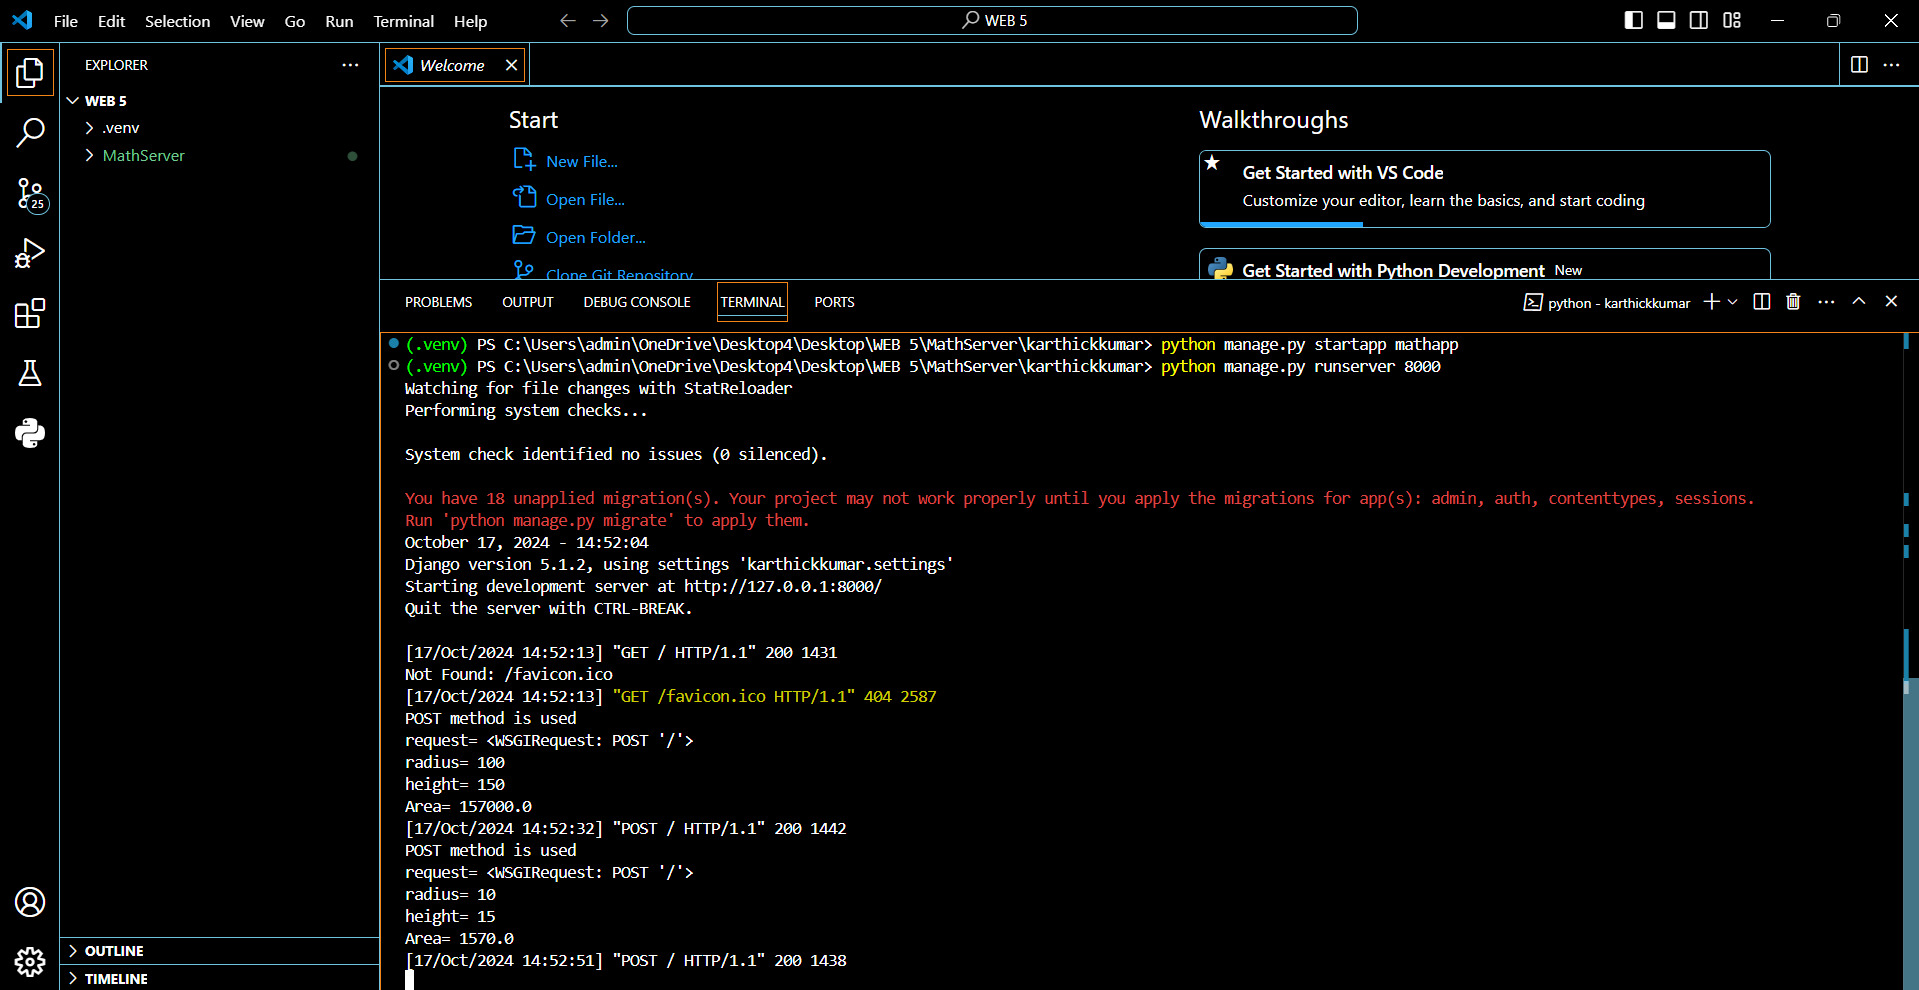 File Edit Selection View Go Run Terminal Help
WEB 5
EXPLORER
WEB 5
.venv
MathServer
25
OUTLINE
TIMELINE
Welcome
Start
New File...
Open File...
Open Folder...
Clone Git Repository
Walkthroughs
Get Started with VS Code
Customize your editor, learn the basics, and start coding
Get Started with Python Development New
PROBLEMS OUTPUT DEBUG CONSOLE TERMINAL PORTS
python - karthickkumar
(.venv) PS C:\Users\admin\OneDrive\Desktop4\Desktop\WEB 5\MathServer\karthickkumar> python manage.py startapp mathapp
(.venv) PS C:\Users\admin\OneDrive\Desktop4\Desktop\WEB 5\MathServer\karthickkumar> python manage.py runserver 8000
Watching for file changes with StatReloader
Performing system checks...
System check identified no issues (0 silenced).
You have 18 unapplied migration(s). Your project may not work properly until you apply the migrations for app(s): admin, auth, contenttypes, sessions.
Run 'python manage.py migrate' to apply them.
October 17, 2024 - 14:52:04
Django version 5.1.2, using settings 'karthickkumar.settings'
Starting development server at http://127.0.0.1:8000/
Quit the server with CTRL-BREAK.
[17/Oct/2024 14:52:13] "GET / HTTP/1.1" 200 1431
Not Found: /favicon.ico
[17/Oct/2024 14:52:13] "GET /favicon.ico HTTP/1.1" 404 2587
POST method is used
request= <WSGIRequest: POST '/'>
radius= 100
height= 150
Area= 157000.0
[17/Oct/2024 14:52:32] "POST / HTTP/1.1" 200 1442
POST method is used
request= <WSGIRequest: POST '/'>
radius= 10
height= 15
Area= 1570.0
[17/Oct/2024 14:52:51] "POST / HTTP/1.1" 200 1438